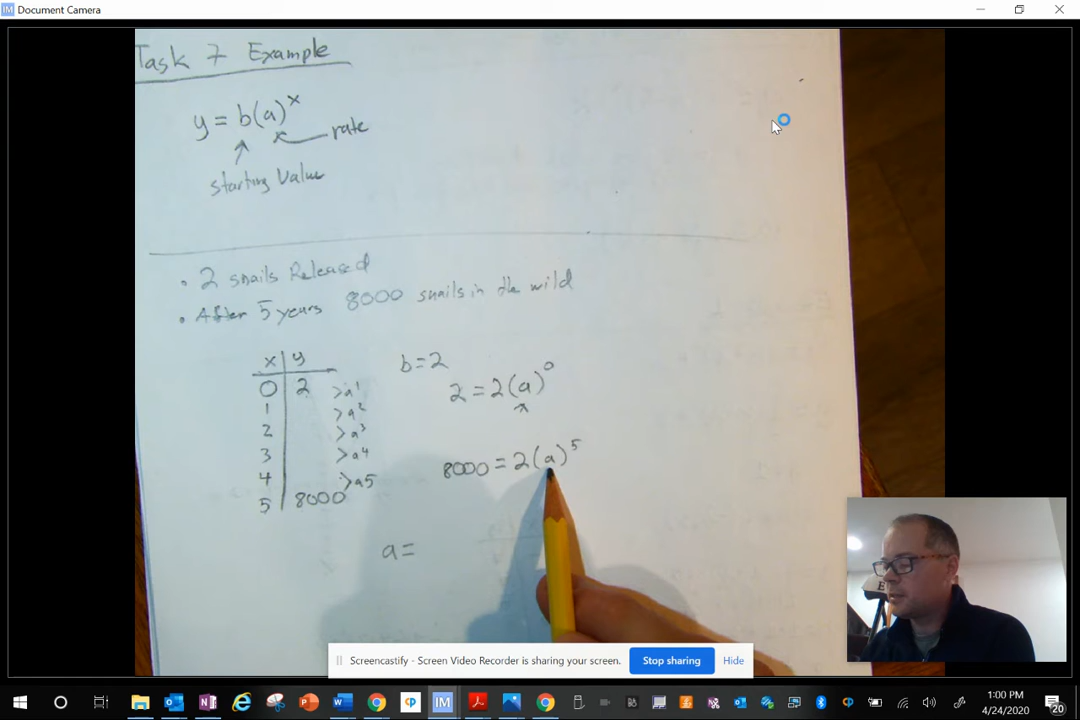 Document Camera
Task 7 Example
y = b(a)^x
rate
starting Value
• 2 snails Released
• After 5 years 8000 snails in the wild
x y
0 2
>a^1
1
>a^2
2
>a^3
3
>a^4
4
>a5
5 8000
b=2
2 = 2(a)^0
8000 = 2(a)^5
a=
Screencastify - Screen Video Recorder is sharing your screen.
Stop sharing
Hide
1:00 PM
4/24/2020
20